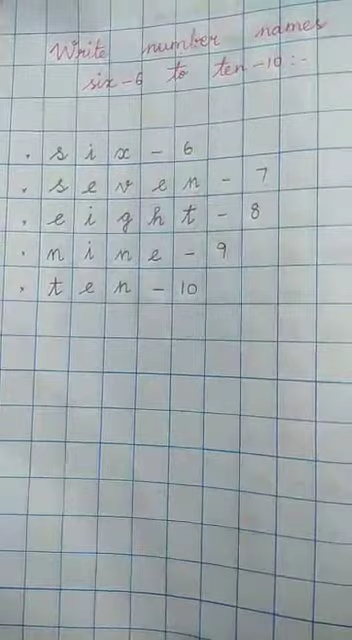 Write number names
six-6 to ten-10:-
. s i x - 6
. s e v e n - 7
. e i g h t - 8
. n i n e - 9
. t e n - 10